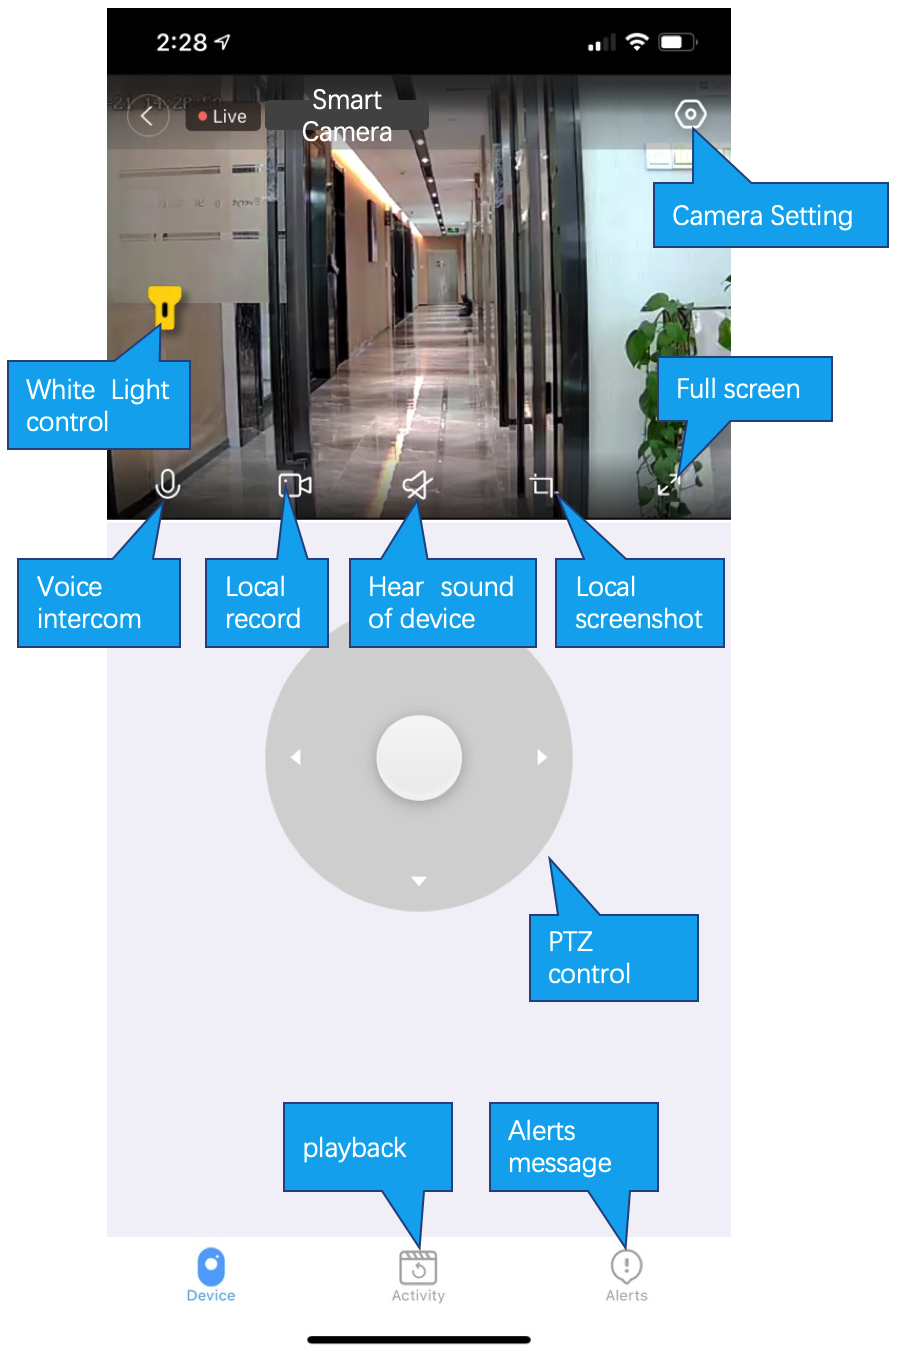 2:28
Live
Smart
Camera
Camera Setting
White Light
control
Full screen
Voice
intercom
Local
record
Hear sound
of device
Local
screenshot
PTZ
control
playback
Alerts
message
Device
Activity
Alerts